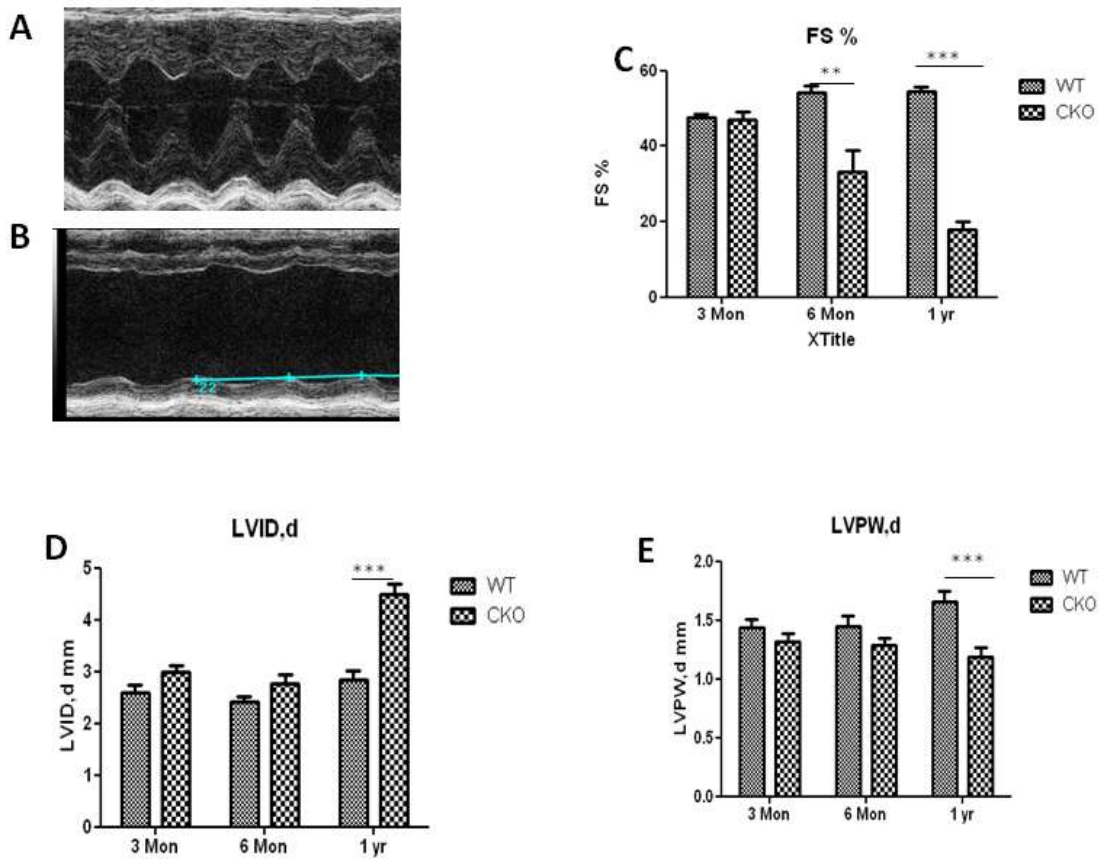 A
B
22
C
FS %
**
***
WT
CKO
FS %
60
40
20
0
3 Mon
6 Mon
1 yr
XTitle
D
LVID,d
***
WT
CKO
LVID,d mm
5
4
3
2
1
0
3 Mon
6 Mon
1 yr
E
LVPW,d
***
WT
CKO
LVPW,d mm
2.0
1.5
1.0
0.5
0.0
3 Mon
6 Mon
1 yr